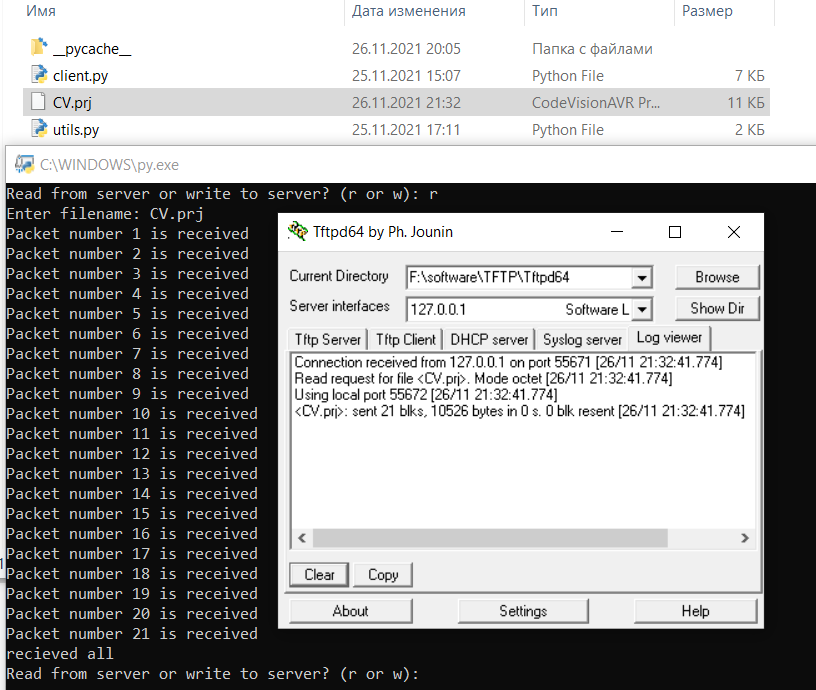 Имя Дата изменения Тип Размер
__pycache__ 26.11.2021 20:05 Папка с файлами
client.py 25.11.2021 15:07 Python File 7 КБ
CV.prj 26.11.2021 21:32 CodeVisionAVR Pr... 11 КБ
utils.py 25.11.2021 17:11 Python File 2 КБ
C:\WINDOWS\py.exe
Read from server or write to server? (r or w): r
Enter filename: CV.prj
Packet number 1 is received
Packet number 2 is received
Packet number 3 is received
Packet number 4 is received
Packet number 5 is received
Packet number 6 is received
Packet number 7 is received
Packet number 8 is received
Packet number 9 is received
Packet number 10 is received
Packet number 11 is received
Packet number 12 is received
Packet number 13 is received
Packet number 14 is received
Packet number 15 is received
Packet number 16 is received
Packet number 17 is received
Packet number 18 is received
Packet number 19 is received
Packet number 20 is received
Packet number 21 is received
recieved all
Read from server or write to server? (r or w):
Tftpd64 by Ph. Jounin
Current Directory F:\software\TFTP\Tftpd64 Browse
Server interfaces 127.0.0.1 Software L Show Dir
Tftp Server Tftp Client DHCP server Syslog server Log viewer
Connection received from 127.0.0.1 on port 55671 [26/11 21:32:41.774]
Read request for file <CV.prj>. Mode octet [26/11 21:32:41.774]
Using local port 55672 [26/11 21:32:41.774]
<CV.prj>: sent 21 blks, 10526 bytes in 0 s. 0 blk resent [26/11 21:32:41.774]
Clear Copy
About Settings Help